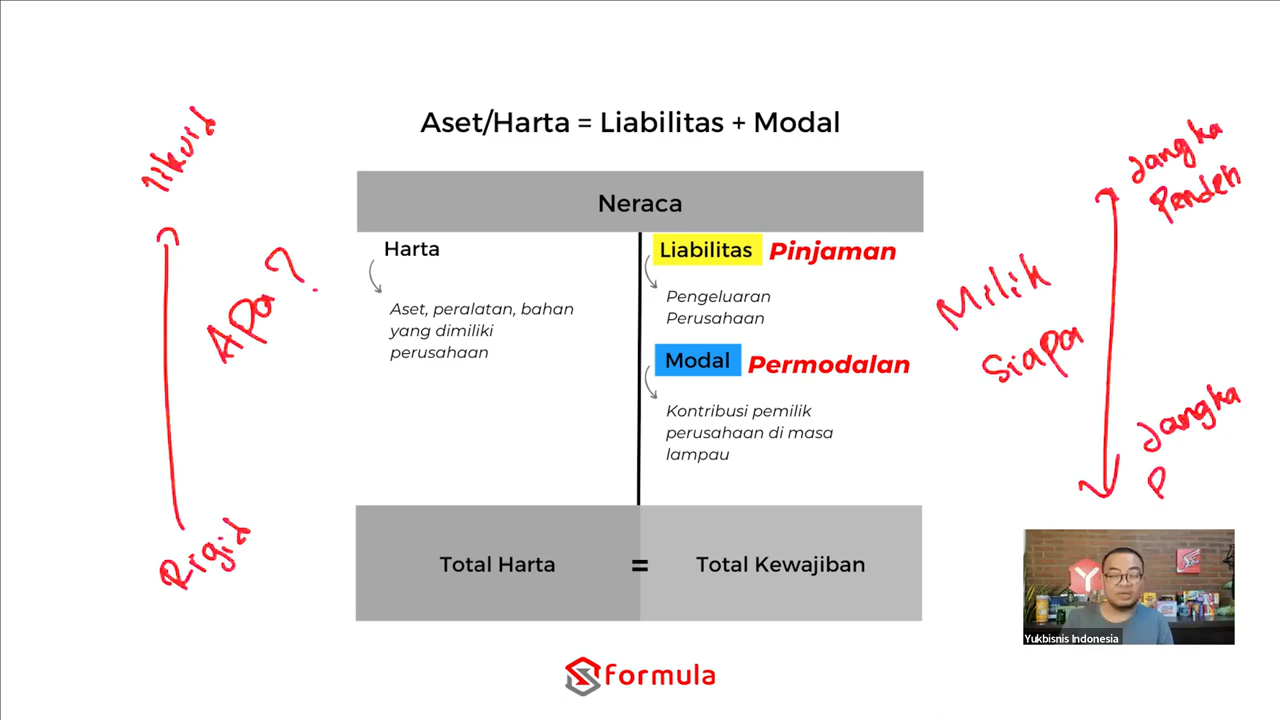 Aset/Harta = Liabilitas + Modal
Neraca
Harta
Aset, peralatan, bahan
yang dimiliki
perusahaan
Liabilitas Pinjaman
Pengeluaran
Perusahaan
Modal Permodalan
Kontribusi pemilik
perusahaan di masa
lampau
Total Harta = Total Kewajiban
likuid
Apa?
Rigid
Milik
Siapa
Jangka
Pendek
Jangka
P
Yukbisnis Indonesia
formula